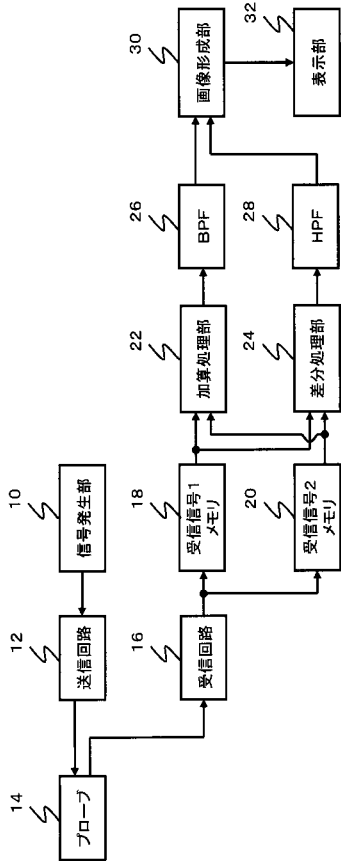 10
信号発生部
12
送信回路
14
プローブ
16
受信回路
18
受信信号1
メモリ
20
受信信号2
メモリ
22
加算処理部
24
差分処理部
26
BPF
28
HPF
30
画像形成部
32
表示部